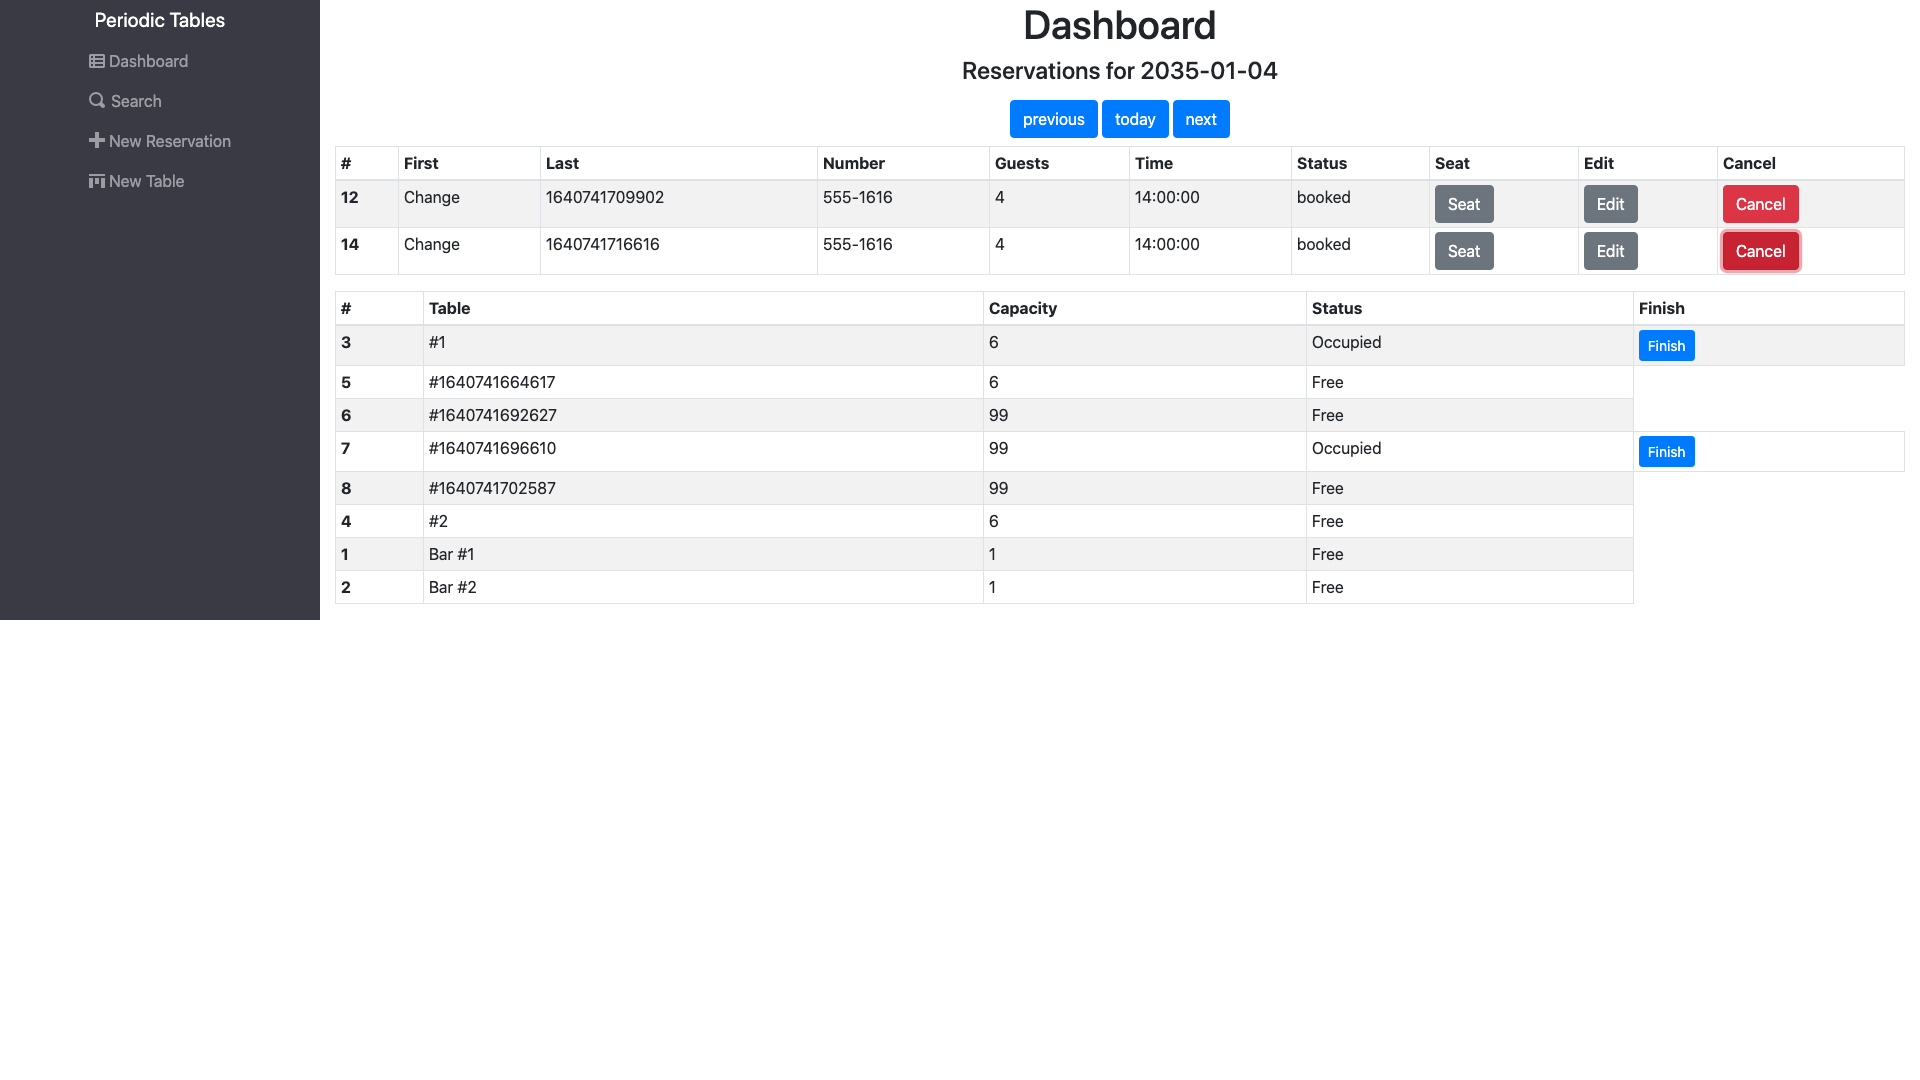 Periodic Tables
Dashboard
Search
New Reservation
New Table
Dashboard
Reservations for 2035-01-04
previous today next
# First Last Number Guests Time Status Seat Edit Cancel
12 Change 1640741709902 555-1616 4 14:00:00 booked Seat Edit Cancel
14 Change 1640741716616 555-1616 4 14:00:00 booked Seat Edit Cancel
# Table Capacity Status Finish
3 #1 6 Occupied Finish
5 #1640741664617 6 Free
6 #1640741692627 99 Free
7 #1640741696610 99 Occupied Finish
8 #1640741702587 99 Free
4 #2 6 Free
1 Bar #1 1 Free
2 Bar #2 1 Free